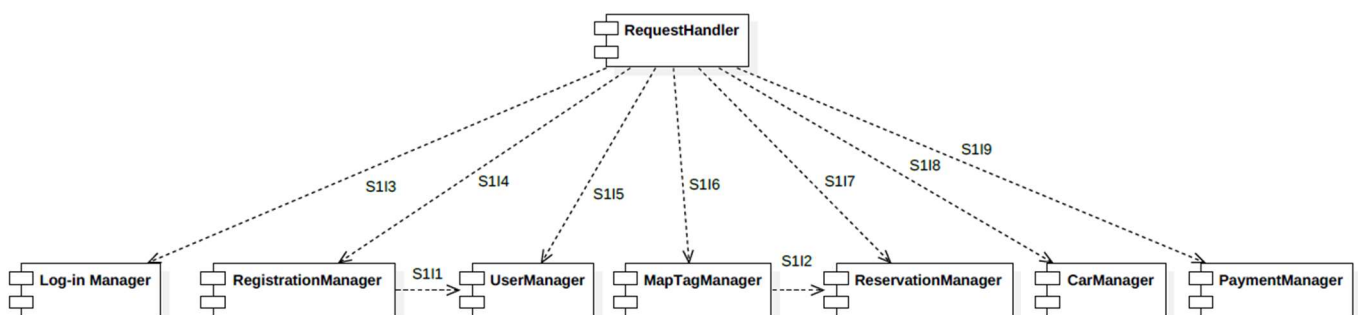 RequestHandler
S1I9
S1I8
S1I3
S1I4
S1I5
S1I6
S1I7
S1I1
S1I2
Log-in Manager
RegistrationManager
UserManager
MapTagManager
ReservationManager
CarManager
PaymentManager